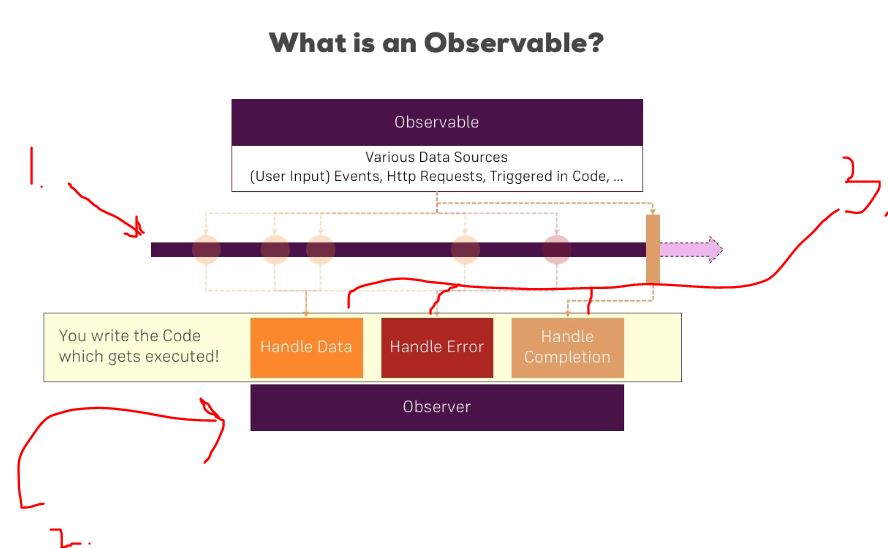 What is an Observable?
Observable
Various Data Sources
(User Input) Events, Http Requests, Triggered in Code, ...
1.
3.
You write the Code
which gets executed!
Handle Data
Handle Error
Handle
Completion
Observer
2.